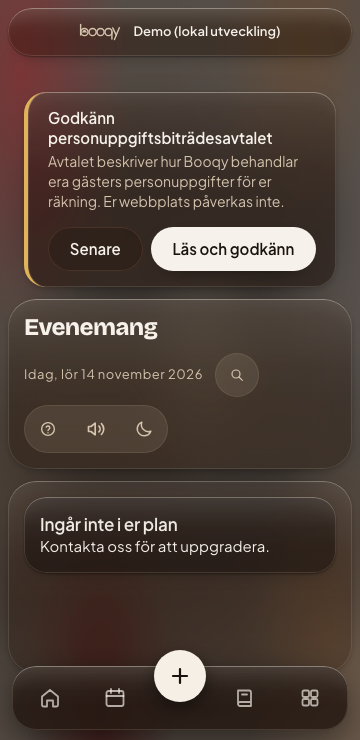 booqy Demo (lokal utveckling)
Godkänn
personuppgiftsbiträdesavtalet
Avtalet beskriver hur Booqy behandlar
era gästers personuppgifter för er
räkning. Er webbplats påverkas inte.
Senare Läs och godkänn
Evenemang
Idag, lör 14 november 2026
Ingår inte i er plan
Kontakta oss för att uppgradera.